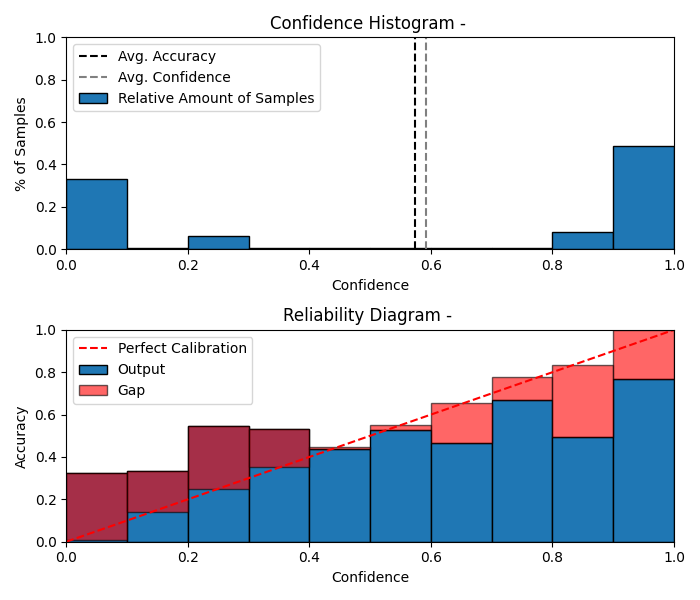 Confidence Histogram -
1.0
0.8
0.6
0.4
0.2
0.0
% of Samples
Avg. Accuracy
Avg. Confidence
Relative Amount of Samples
0.0 0.2 0.4 0.6 0.8 1.0
Confidence
Reliability Diagram -
1.0
0.8
0.6
0.4
0.2
0.0
Accuracy
Perfect Calibration
Output
Gap
0.0 0.2 0.4 0.6 0.8 1.0
Confidence